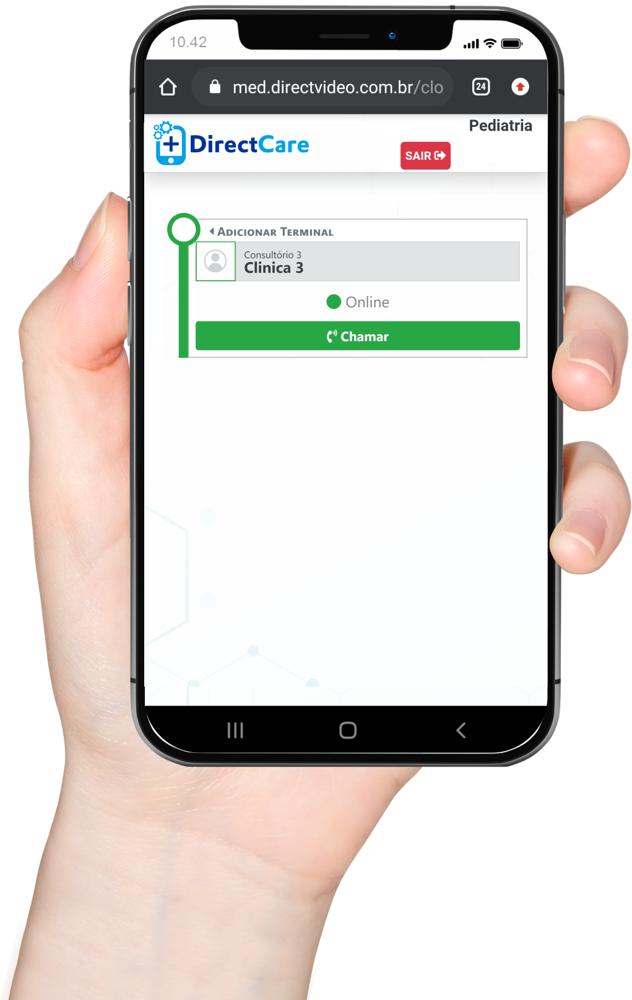 10.42
med.directvideo.com.br/clo
24
DirectCare
Pediatria
SAIR
ADICIONAR TERMINAL
Consultório 3
Clinica 3
Online
Chamar